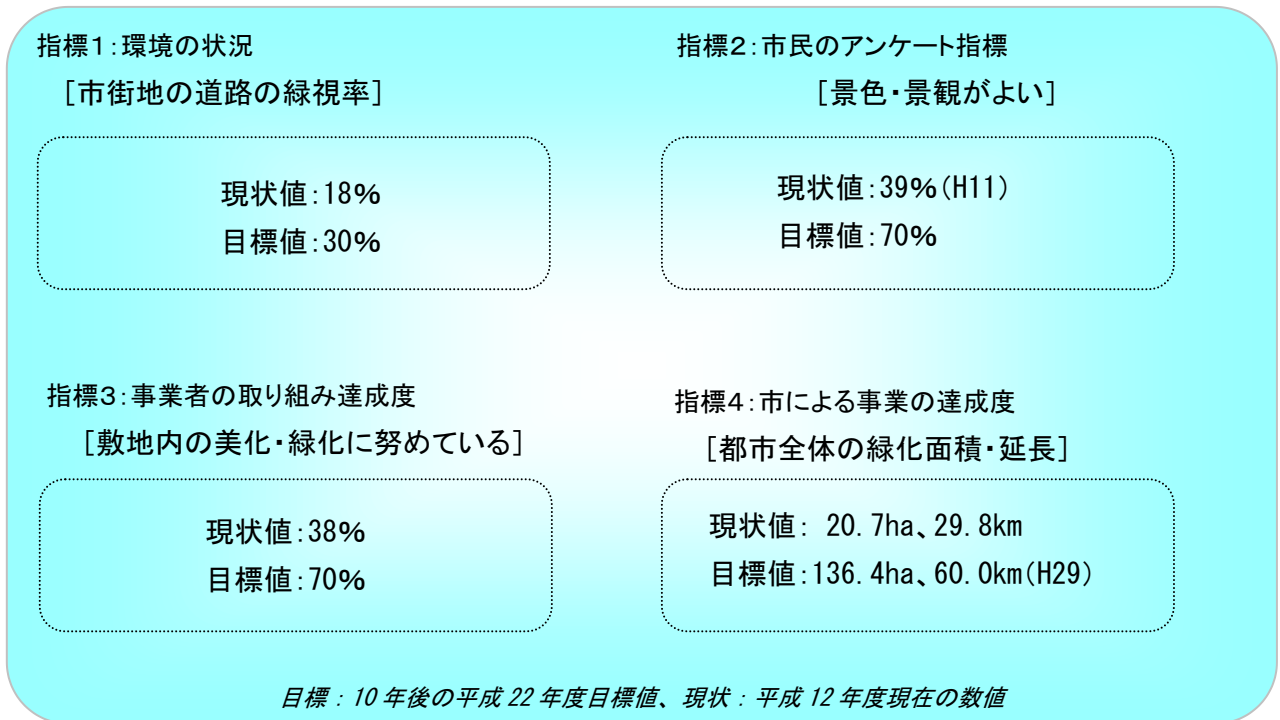 指標1:環境の状況
[市街地の道路の緑視率]
現状値:18%
目標値:30%
指標2:市民のアンケート指標
[景色・景観がよい]
現状値:39%(H11)
目標値:70%
指標3:事業者の取り組み達成度
[敷地内の美化・緑化に努めている]
現状値:38%
目標値:70%
指標4:市による事業の達成度
[都市全体の緑化面積・延長]
現状値: 20.7ha、29.8km
目標値:136.4ha、60.0km(H29)
目標:10年後の平成22年度目標値、現状:平成12年度現在の数値